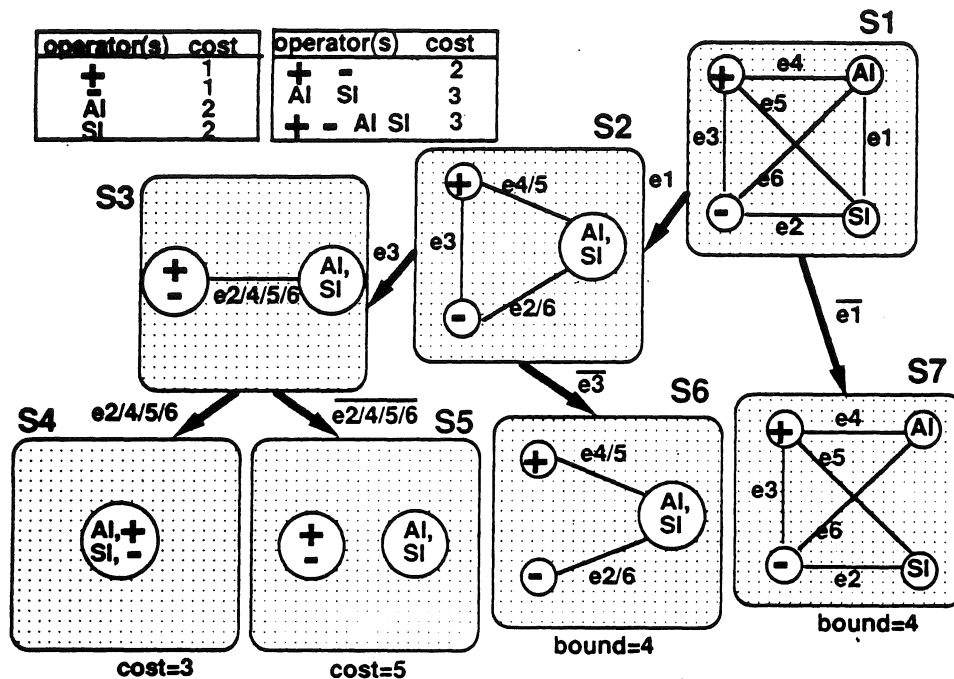 operator(s) cost
+ 1
- 1
Al 2
Sl 2
operator(s) cost
+ - 2
Al Sl 3
+ - Al Sl 3
S1
+ e4 Al
e5
e3 e1
e6
- e2 Sl
S2
+ e4/5
e3 Al,
Sl
- e2/6
e1
S3
+
-
e2/4/5/6
Al,
Sl
e3
e1
e3
S7
+ e4 Al
e5
e3
e6
- e2 Sl
bound=4
S6
+ e4/5
Al,
Sl
- e2/6
bound=4
e2/4/5/6
e2/4/5/6
S4
Al, +
Sl, -
cost=3
S5
+
-
Al,
Sl
cost=5